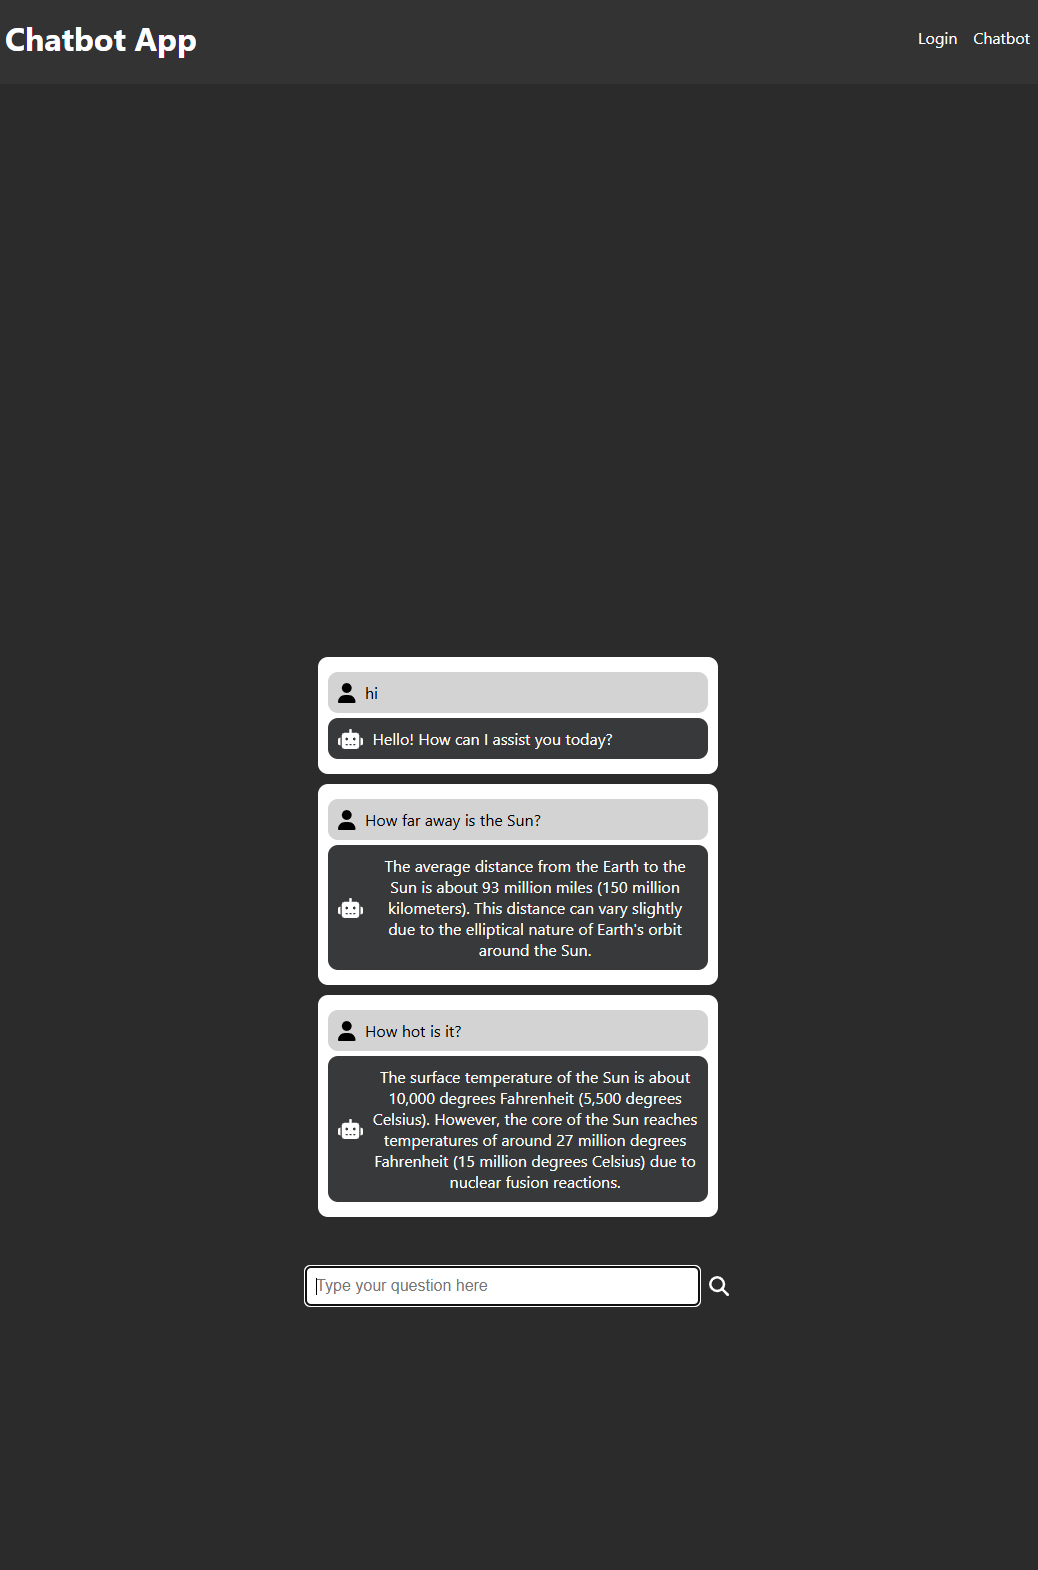 Chatbot App
Login
Chatbot
hi
Hello! How can I assist you today?
How far away is the Sun?
The average distance from the Earth to the
Sun is about 93 million miles (150 million
kilometers). This distance can vary slightly
due to the elliptical nature of Earth's orbit
around the Sun.
How hot is it?
The surface temperature of the Sun is about
10,000 degrees Fahrenheit (5,500 degrees
Celsius). However, the core of the Sun reaches
temperatures of around 27 million degrees
Fahrenheit (15 million degrees Celsius) due to
nuclear fusion reactions.
Type your question here